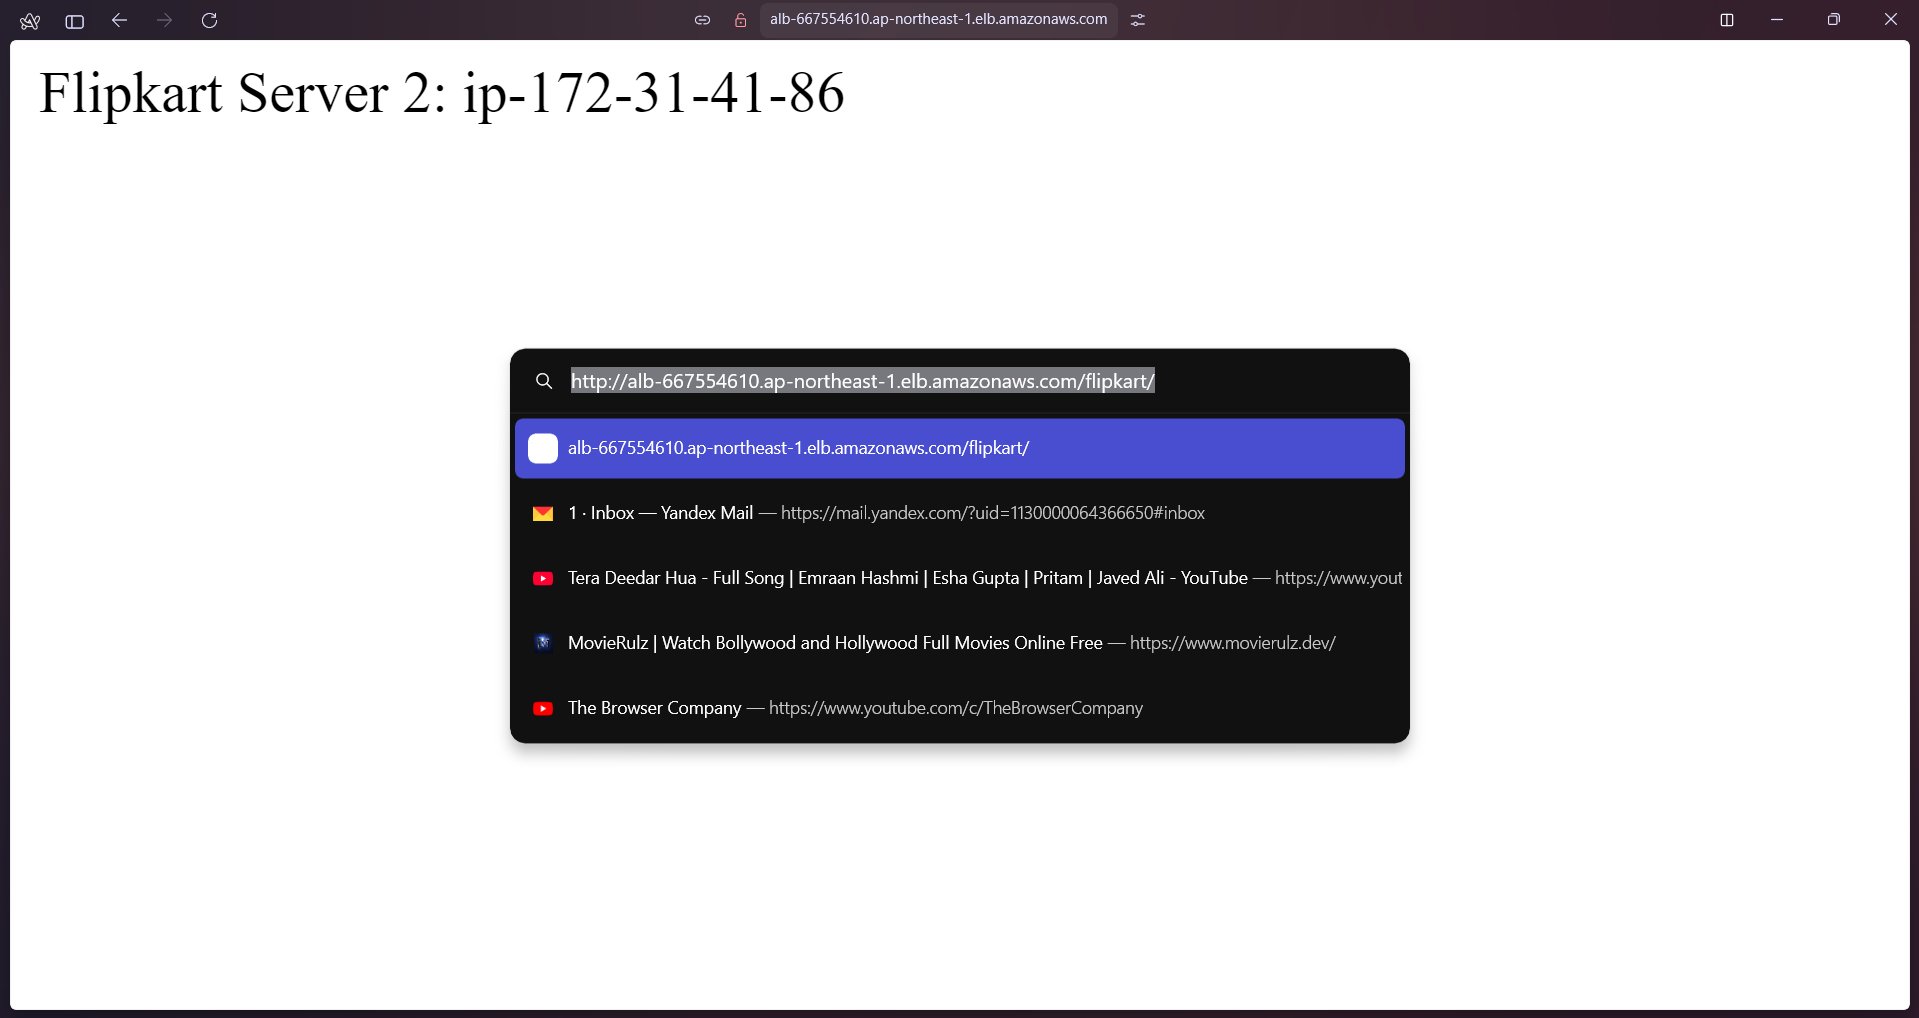 alb-667554610.ap-northeast-1.elb.amazonaws.com
Flipkart Server 2: ip-172-31-41-86
http://alb-667554610.ap-northeast-1.elb.amazonaws.com/flipkart/
alb-667554610.ap-northeast-1.elb.amazonaws.com/flipkart/
1 · Inbox — Yandex Mail — https://mail.yandex.com/?uid=1130000064366650#inbox
Tera Deedar Hua - Full Song | Emraan Hashmi | Esha Gupta | Pritam | Javed Ali - YouTube — https://www.yout
MovieRulz | Watch Bollywood and Hollywood Full Movies Online Free — https://www.movierulz.dev/
The Browser Company — https://www.youtube.com/c/TheBrowserCompany